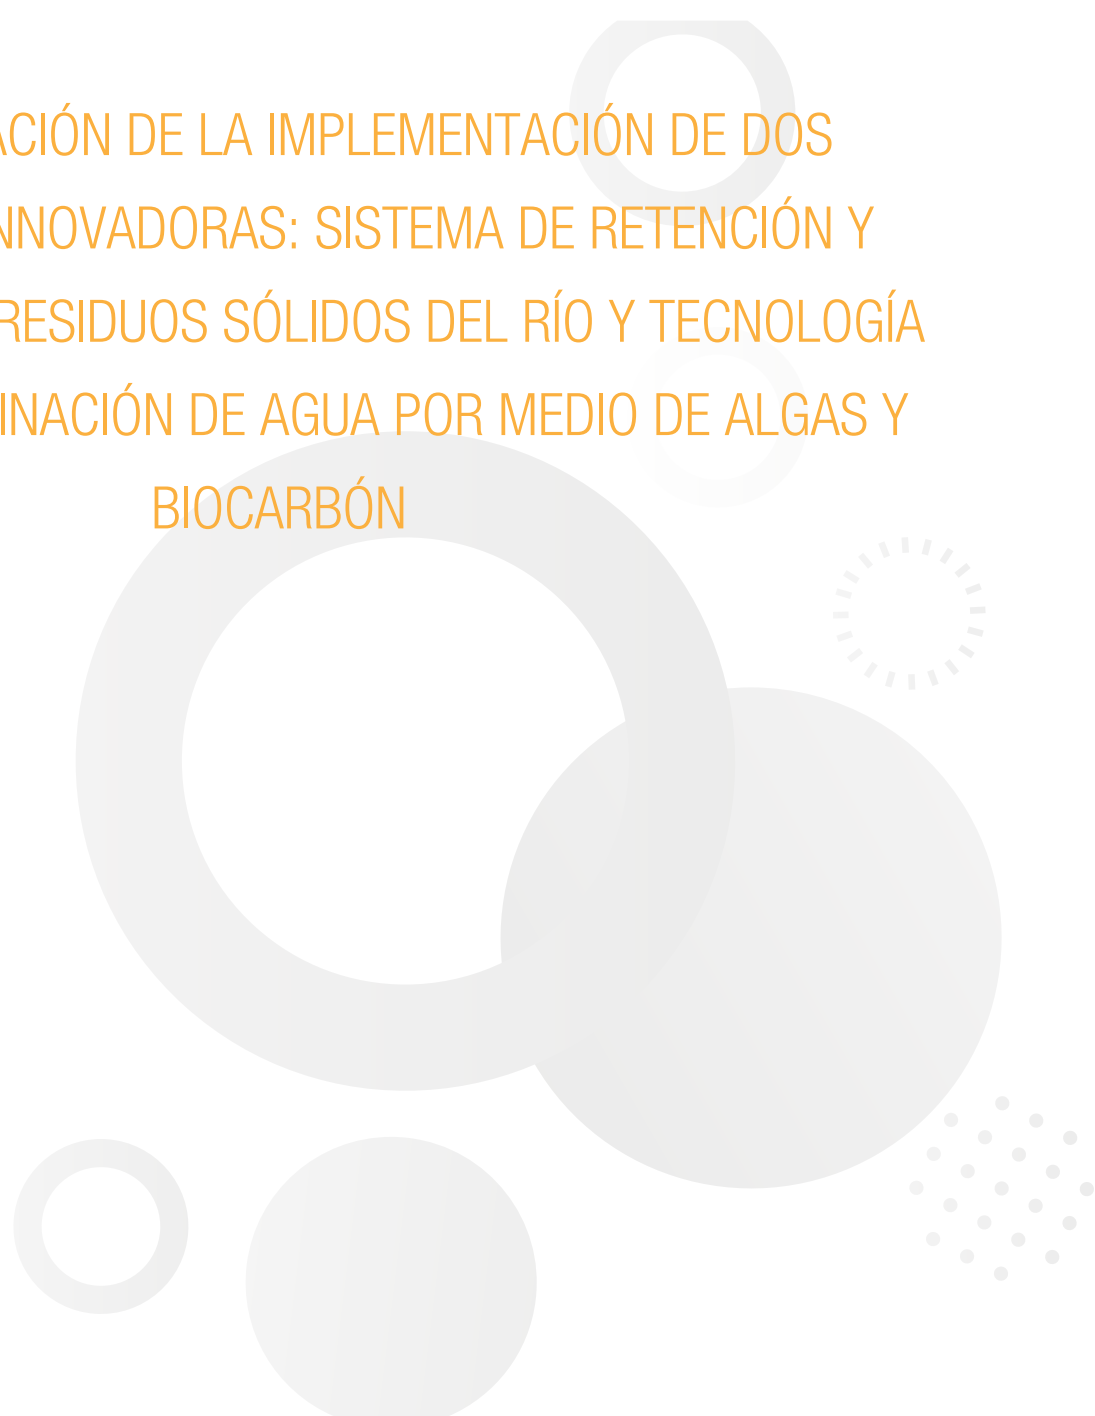 ACIÓN DE LA IMPLEMENTACIÓN DE DOS
NNOVADORAS: SISTEMA DE RETENCIÓN Y
RESIDUOS SÓLIDOS DEL RÍO Y TECNOLOGÍA
INACIÓN DE AGUA POR MEDIO DE ALGAS Y
BIOCARBÓN